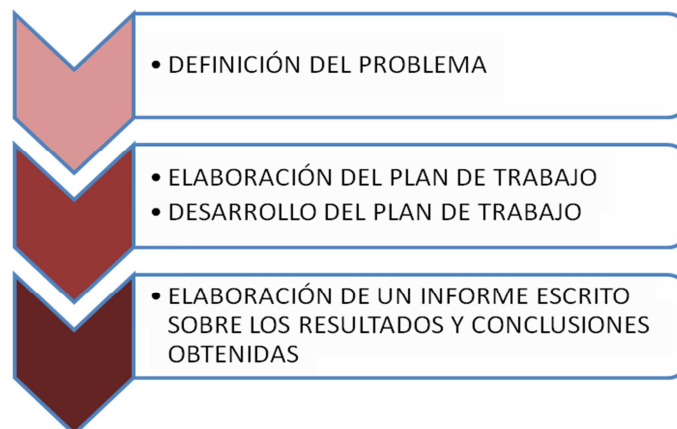 • DEFINICIÓN DEL PROBLEMA
• ELABORACIÓN DEL PLAN DE TRABAJO
• DESARROLLO DEL PLAN DE TRABAJO
• ELABORACIÓN DE UN INFORME ESCRITO
SOBRE LOS RESULTADOS Y CONCLUSIONES
OBTENIDAS